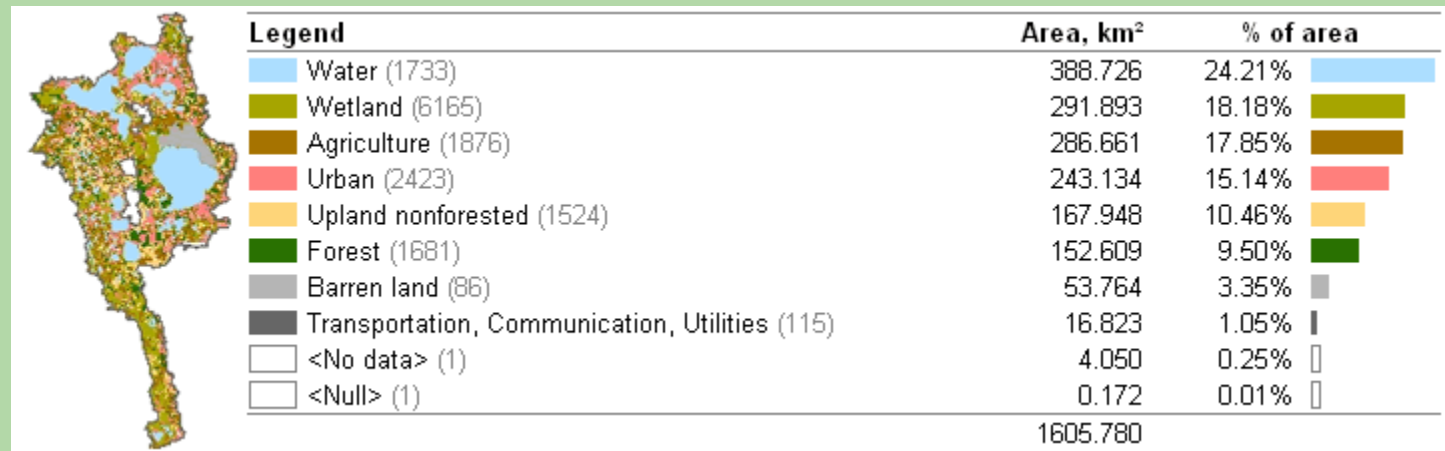 Legend Area, km² % of area
Water (1733) 388.726 24.21%
Wetland (6165) 291.893 18.18%
Agriculture (1876) 286.661 17.85%
Urban (2423) 243.134 15.14%
Upland nonforested (1524) 167.948 10.46%
Forest (1681) 152.609 9.50%
Barren land (86) 53.764 3.35%
Transportation, Communication, Utilities (115) 16.823 1.05%
<No data> (1) 4.050 0.25%
<Null> (1) 0.172 0.01%
1605.780